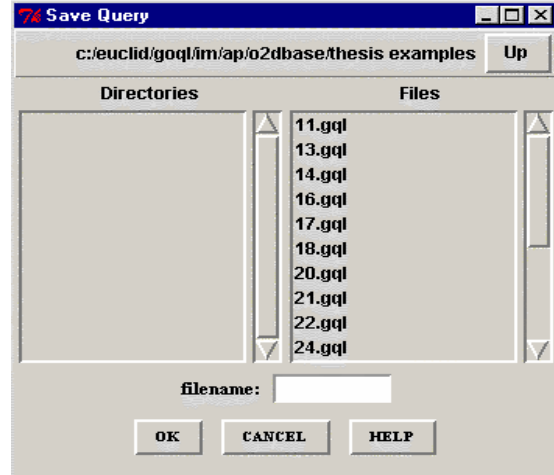 Save Query
c:/euclid/goql/im/ap/o2dbase/thesis examples Up
Directories Files
11.gql
13.gql
14.gql
16.gql
17.gql
18.gql
20.gql
21.gql
22.gql
24.gql
filename:
OK CANCEL HELP